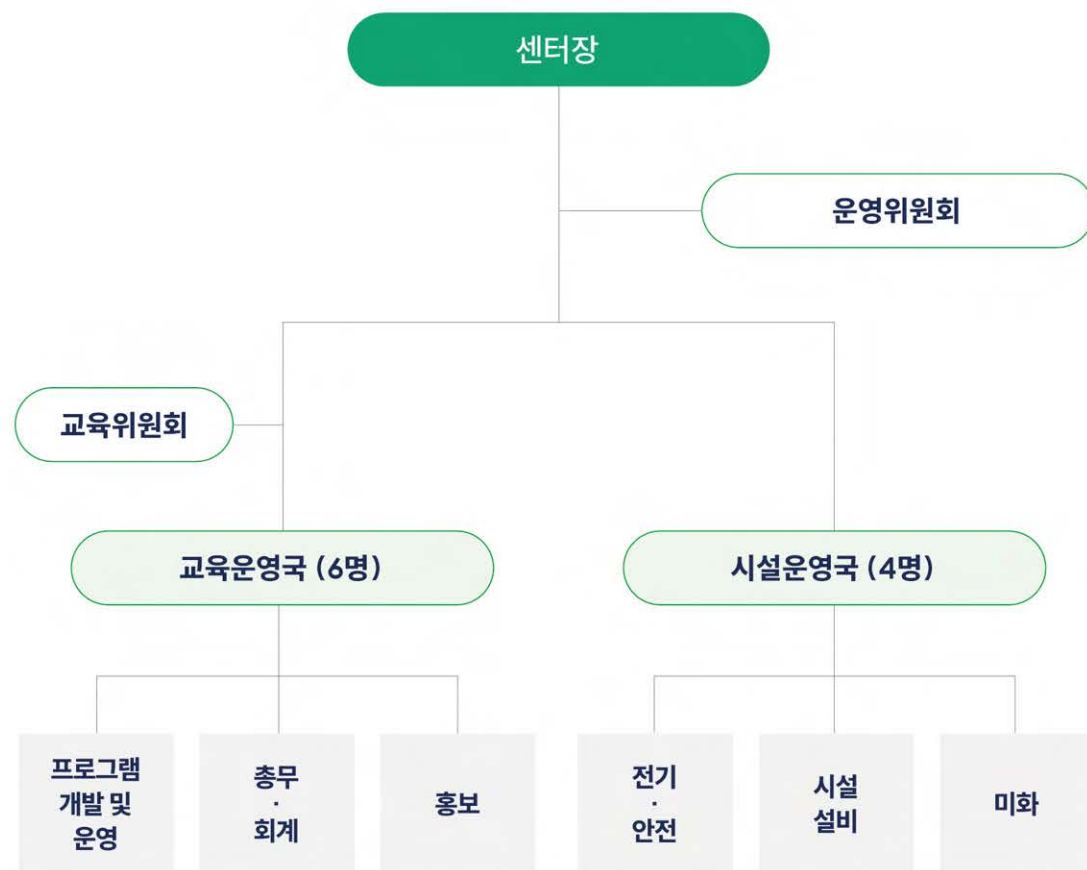 센터장
운영위원회
교육위원회
교육운영국 (6명)
시설운영국 (4명)
프로그램
개발 및
운영
총무
·
회계
홍보
전기
·
안전
시설
설비
미화